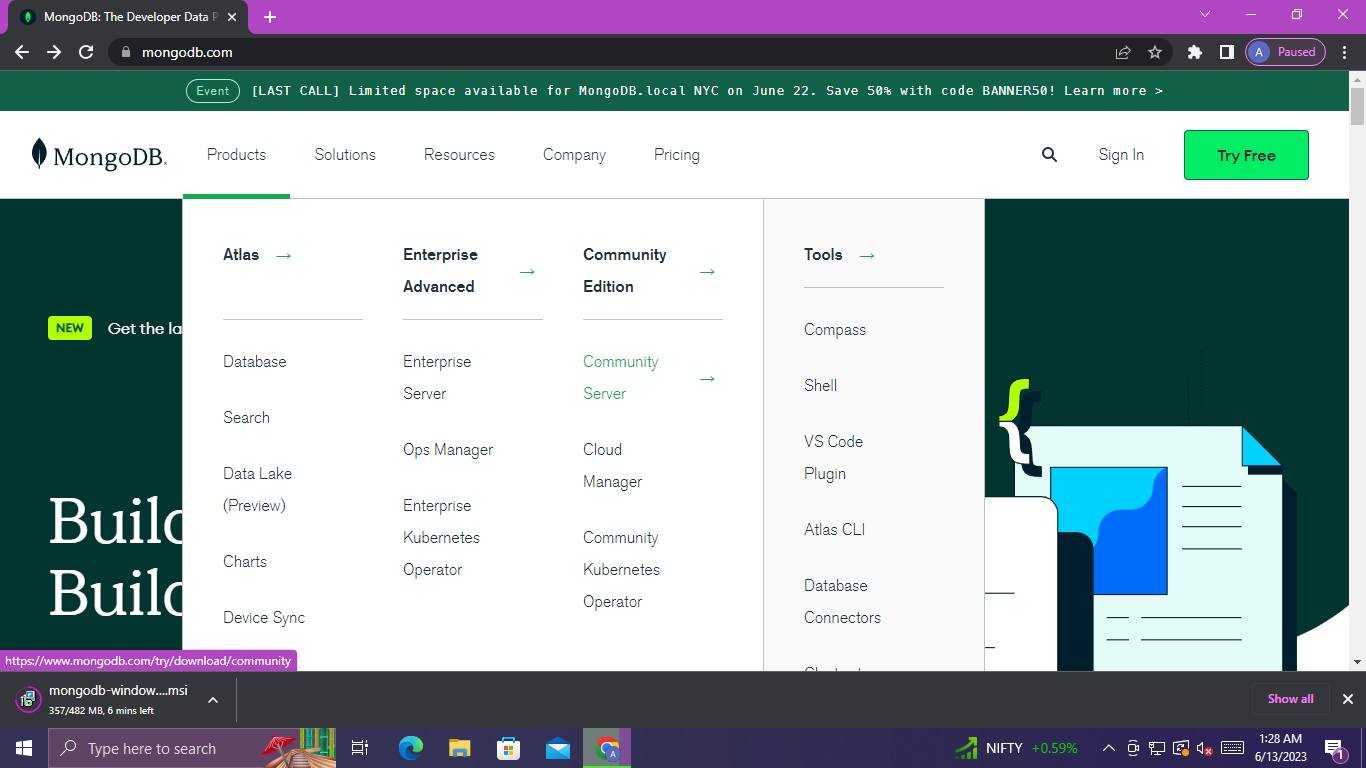 MongoDB: The Developer Data P
mongodb.com
A Paused
Event [LAST CALL] Limited space available for MongoDB.local NYC on June 22. Save 50% with code BANNER50! Learn more >
MongoDB.
Products
Solutions
Resources
Company
Pricing
Sign In
Try Free
NEW Get the la
Build
Build
Atlas →
Database
Search
Data Lake
(Preview)
Charts
Device Sync
Enterprise
Advanced →
Enterprise
Server
Ops Manager
Enterprise
Kubernetes
Operator
Community
Edition →
Community
Server →
Cloud
Manager
Community
Kubernetes
Operator
Tools →
Compass
Shell
VS Code
Plugin
Atlas CLI
Database
Connectors
https://www.mongodb.com/try/download/community
mongodb-window....msi
357/482 MB, 6 mins left
Show all
Type here to search
NIFTY +0.59%
1:28 AM
6/13/2023
1